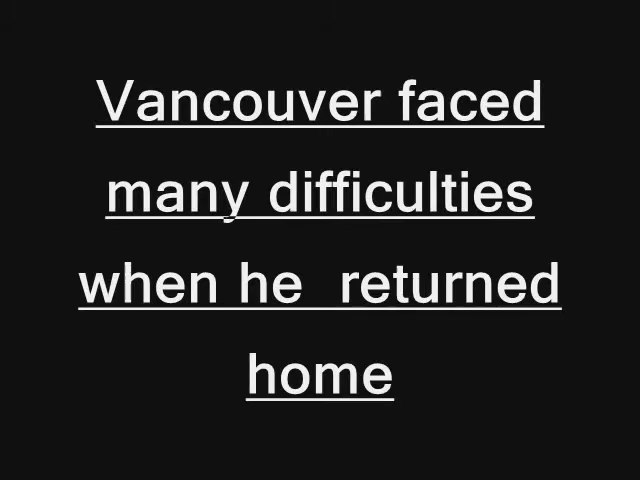 Vancouver faced
many difficulties
when he  returned
home